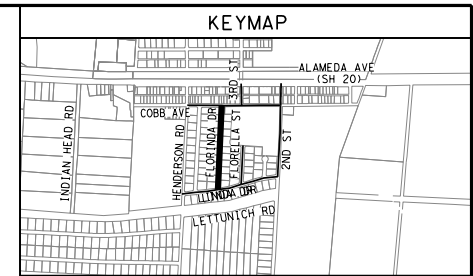 KEYMAP
3RD ST
ALAMEDA AVE
(SH 20)
COBB AVE
INDIAN HEAD RD
HENDERSON RD
FLORINDA DR
FLORELLA ST
2ND ST
LINDA DR
LETTUNICH RD